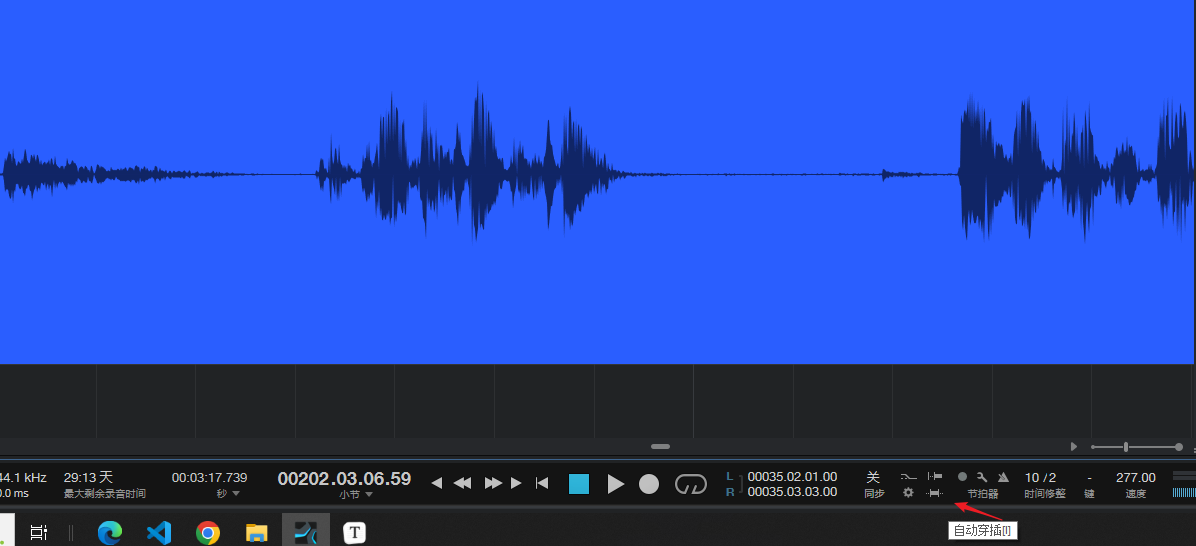 44.1 kHz
0.0 ms
29:13 天
最大剩余录音时间
00:03:17.739
秒
00202.03.06.59
小节
L 00035.02.01.00
R 00035.03.03.00
关
同步
节拍器
10 / 2
时间修整
-
键
277.00
速度
自动穿插[I]
T